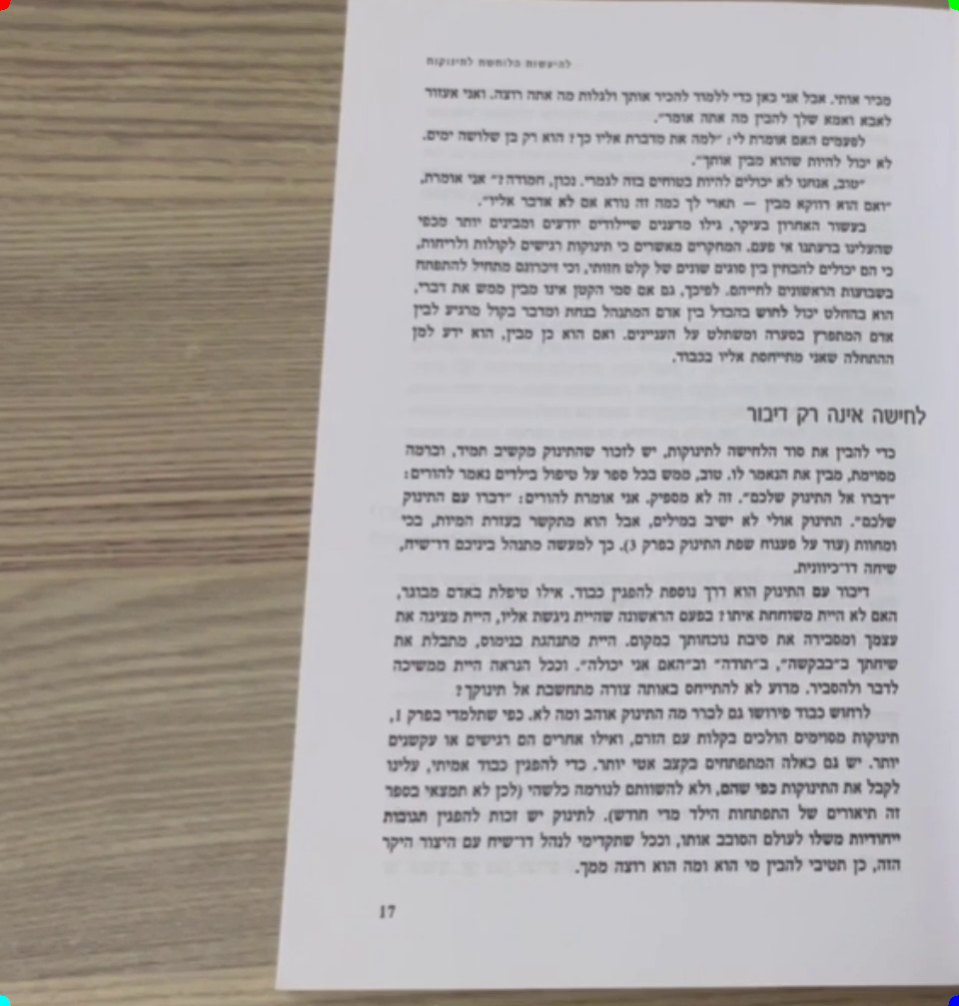 להיעשות הלוחשת לתינוקות
מכיר אותי. אבל אני כאן כדי ללמוד להכיר אותך ולגלות מה אתה רוצה. ואני אעזור
לאבא ואמא שלך להבין מה אתה אומר״.
לפעמים האם אומרת לי: ״למה את מדברת אליו כך? הוא רק בן שלושה ימים.
לא יכול להיות שהוא מבין אותך״.
״טוב, אנחנו לא יכולים להיות בטוחים בזה לגמרי. נכון, חמודה?״ אני אומרת,
״ואם הוא דווקא מבין — תארי לך כמה זה נורא אם לא אדבר אליו״.
בעשור האחרון בעיקר, גילו מדענים שיילודים יודעים ומבינים יותר מכפי
שהעלינו בדעתנו אי פעם. המחקרים מאשרים כי תינוקות רגישים לקולות ולריחות,
כי הם יכולים להבחין בין סוגים שונים של קלט חזותי, וכי זיכרונם מתחיל להתפתח
בשבועות הראשונים לחייהם. לפיכך, גם אם סמי הקטן אינו מבין ממש את דברי,
הוא בהחלט יכול לחוש בהבדל בין אדם המתנהל בנחת ומדבר בקול מרגיע לבין
אדם המתפרץ בסערה ומשתלט על העניינים. ואם הוא כן מבין, הוא ידע למן
ההתחלה שאני מתייחסת אליו בכבוד.
לחישה אינה רק דיבור
כדי להבין את סוד הלחישה לתינוקות, יש לזכור שהתינוק מקשיב תמיד, וברמה
מסוימת, מבין את הנאמר לו. טוב, ממש בכל ספר על טיפול בילדים נאמר להורים:
״דברו אל התינוק שלכם״. זה לא מספיק. אני אומרת להורים: ״דברו עם התינוק
שלכם״. התינוק אולי לא ישיב במילים, אבל הוא מתקשר בעזרת המיות, בכי
ומחוות (עוד על פענוח שפת התינוק בפרק 3). כך למעשה מתנהל ביניכם דו־שיח,
שיחה דו־כיוונית.
דיבור עם התינוק הוא דרך נוספת להפגין כבוד. אילו טיפלת באדם מבוגר,
האם לא היית משוחחת איתו? בפעם הראשונה שהיית ניגשת אליו, היית מציגה את
עצמך ומסבירה את סיבת נוכחותך במקום. היית מתנהגת בנימוס, מתבלת את
שיחתך ב״בבקשה״, ב״תודה״ וב״האם אני יכולה״. וככל הנראה היית ממשיכה
לדבר ולהסביר. מדוע לא להתייחס באותה צורה מתחשבת אל תינוקך?
לרחוש כבוד פירושו גם לברר מה התינוק אוהב ומה לא. כפי שתלמדי בפרק 1,
תינוקות מסוימים הולכים בקלות עם הזרם, ואילו אחרים הם רגישים או עקשנים
יותר. יש גם כאלה המתפתחים בקצב אטי יותר. כדי להפגין כבוד אמיתי, עלינו
לקבל את התינוקות כפי שהם, ולא להשוותם לנורמה כלשהי (לכן לא תמצאי בספר
זה תיאורים של התפתחות הילד מדי חודש). לתינוק יש זכות להפגין תגובות
ייחודיות משלו לעולם הסובב אותו, וככל שתקדימי לנהל דו־שיח עם היצור היקר
הזה, כן תטיבי להבין מי הוא ומה הוא רוצה ממך.
17